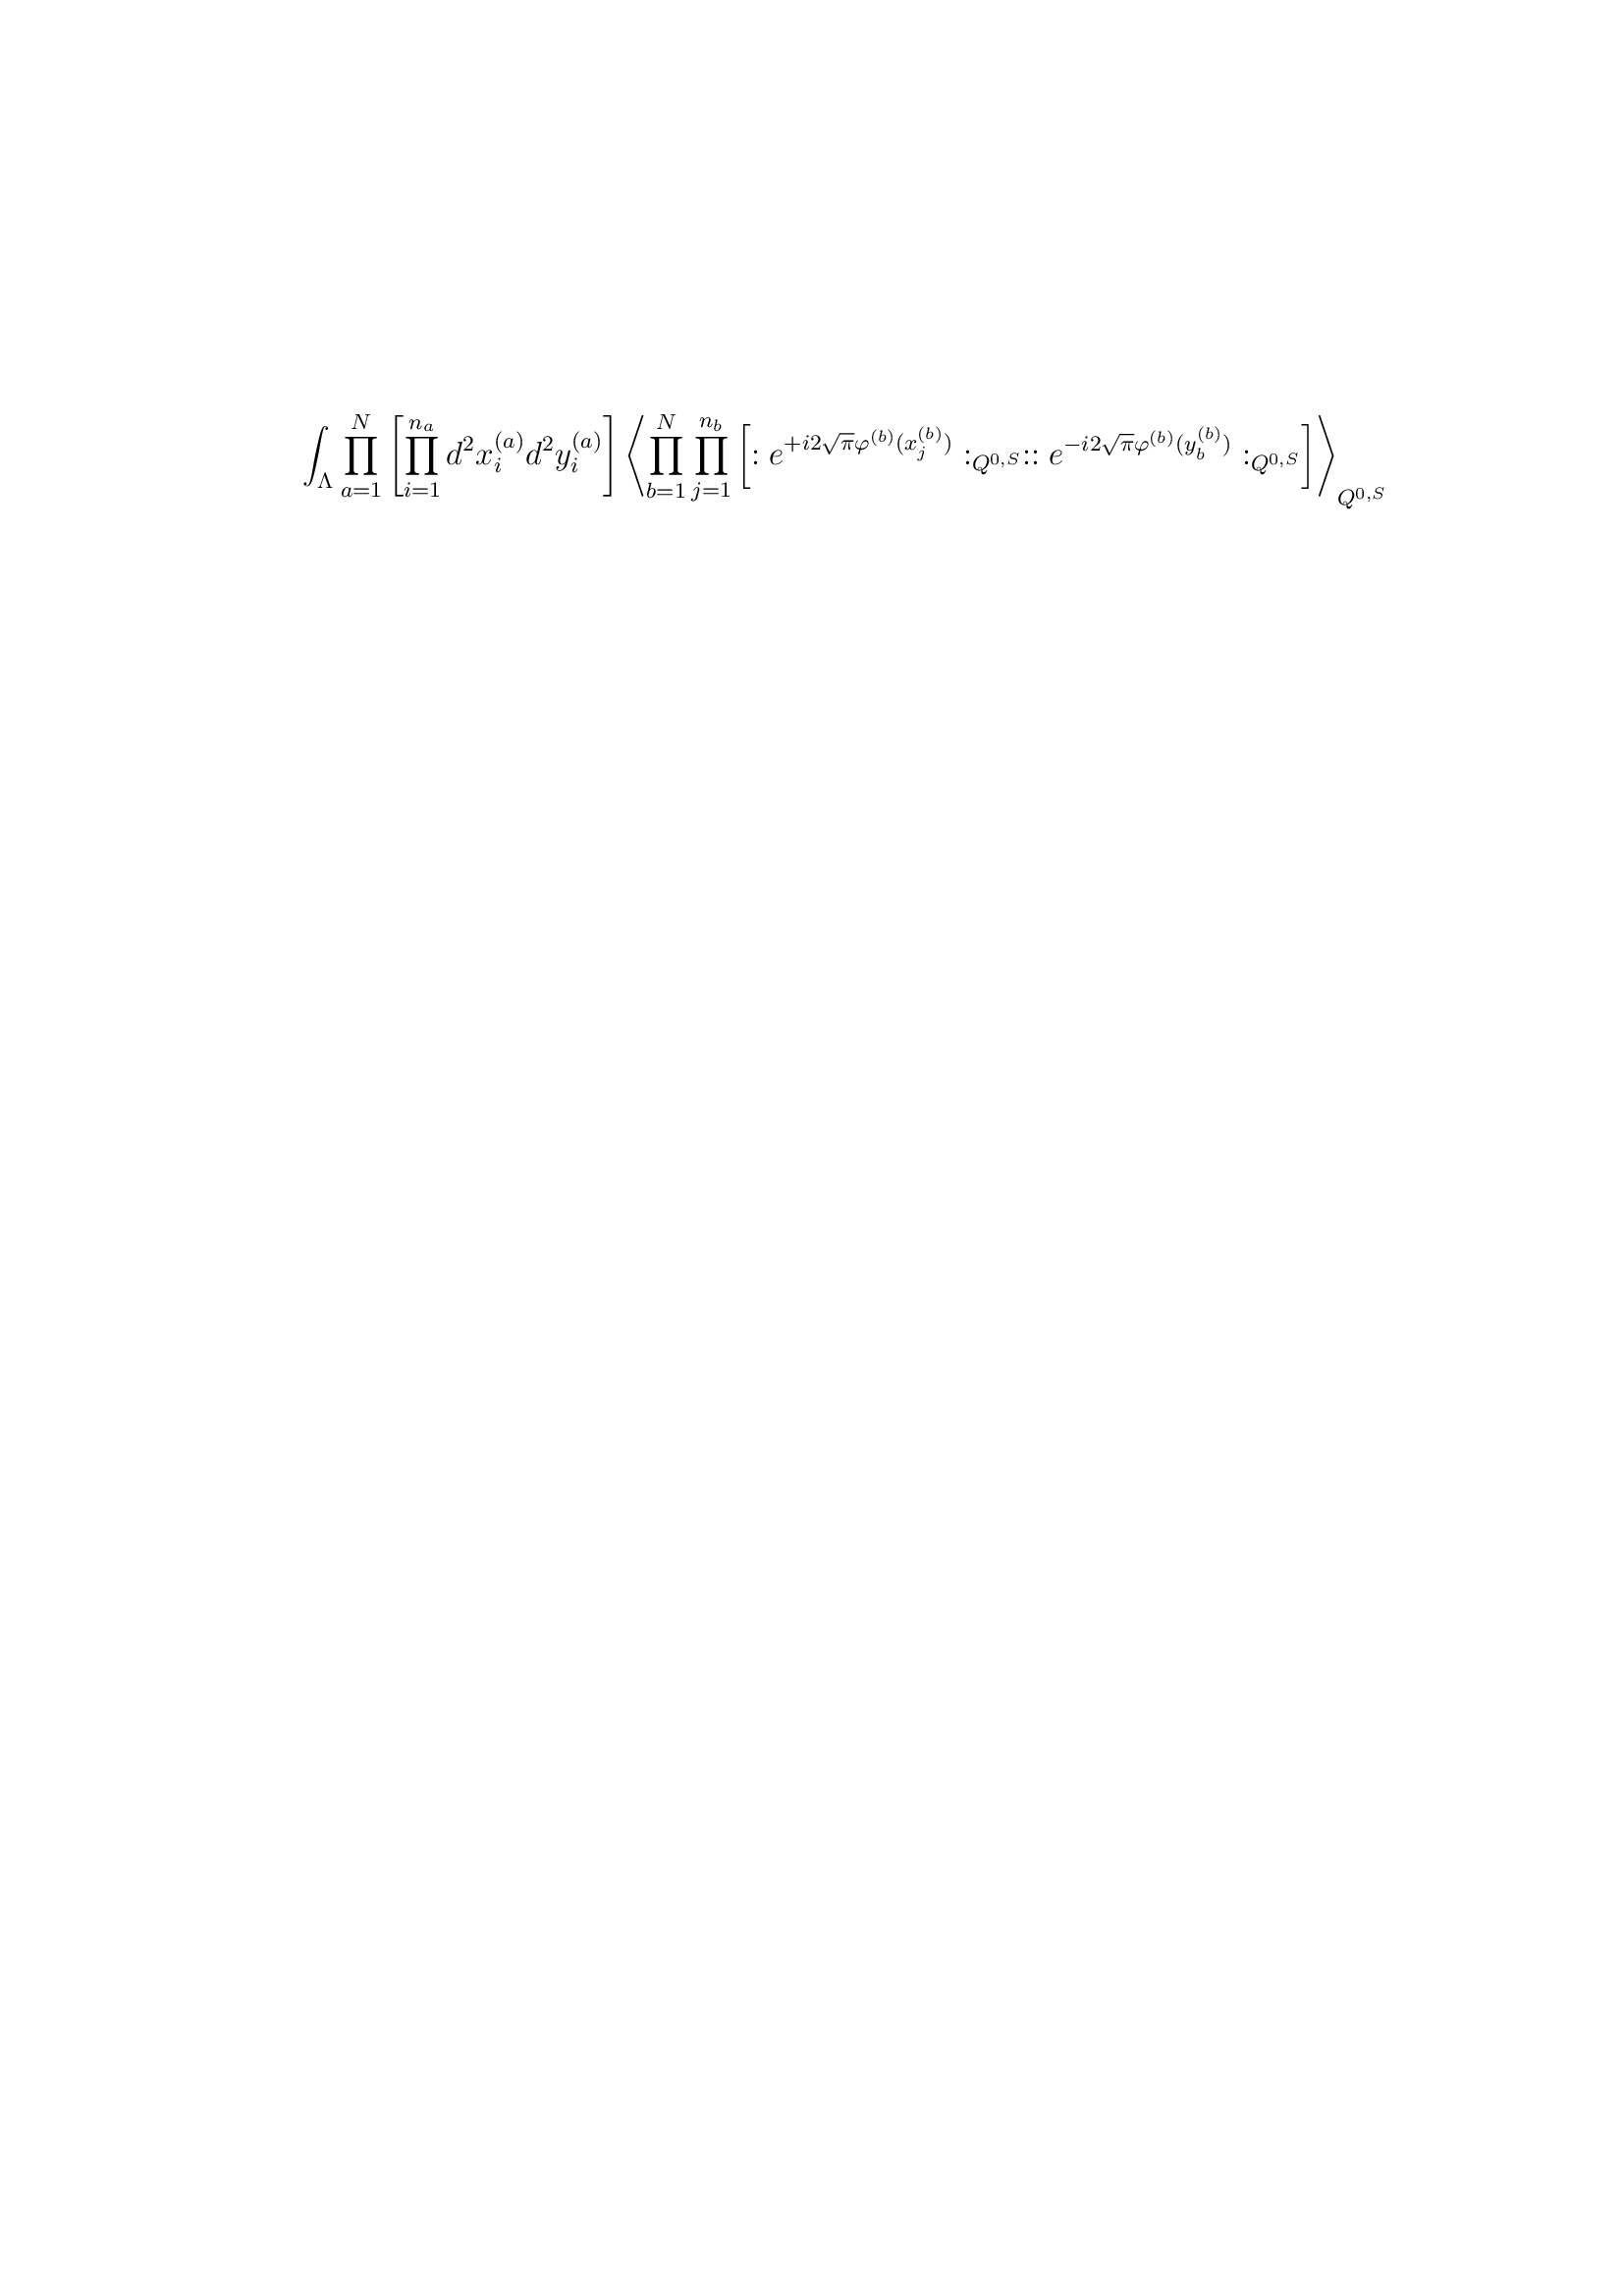 \int_{\Lambda} \prod_{a=1}^{N} \left[ \prod_{i=1}^{n_a} d^2 x_i^{(a)} d^2 y_i^{(a)} \right] \left\langle \prod_{b=1}^{N} \prod_{j=1}^{n_b} \left[ : e^{+i2\sqrt{\pi}\varphi^{(b)}(x_j^{(b)})} :_{Q^{0,S}} : : e^{-i2\sqrt{\pi}\varphi^{(b)}(y_b^{(b)})} :_{Q^{0,S}} \right] \right\rangle_{Q^{0,S}}